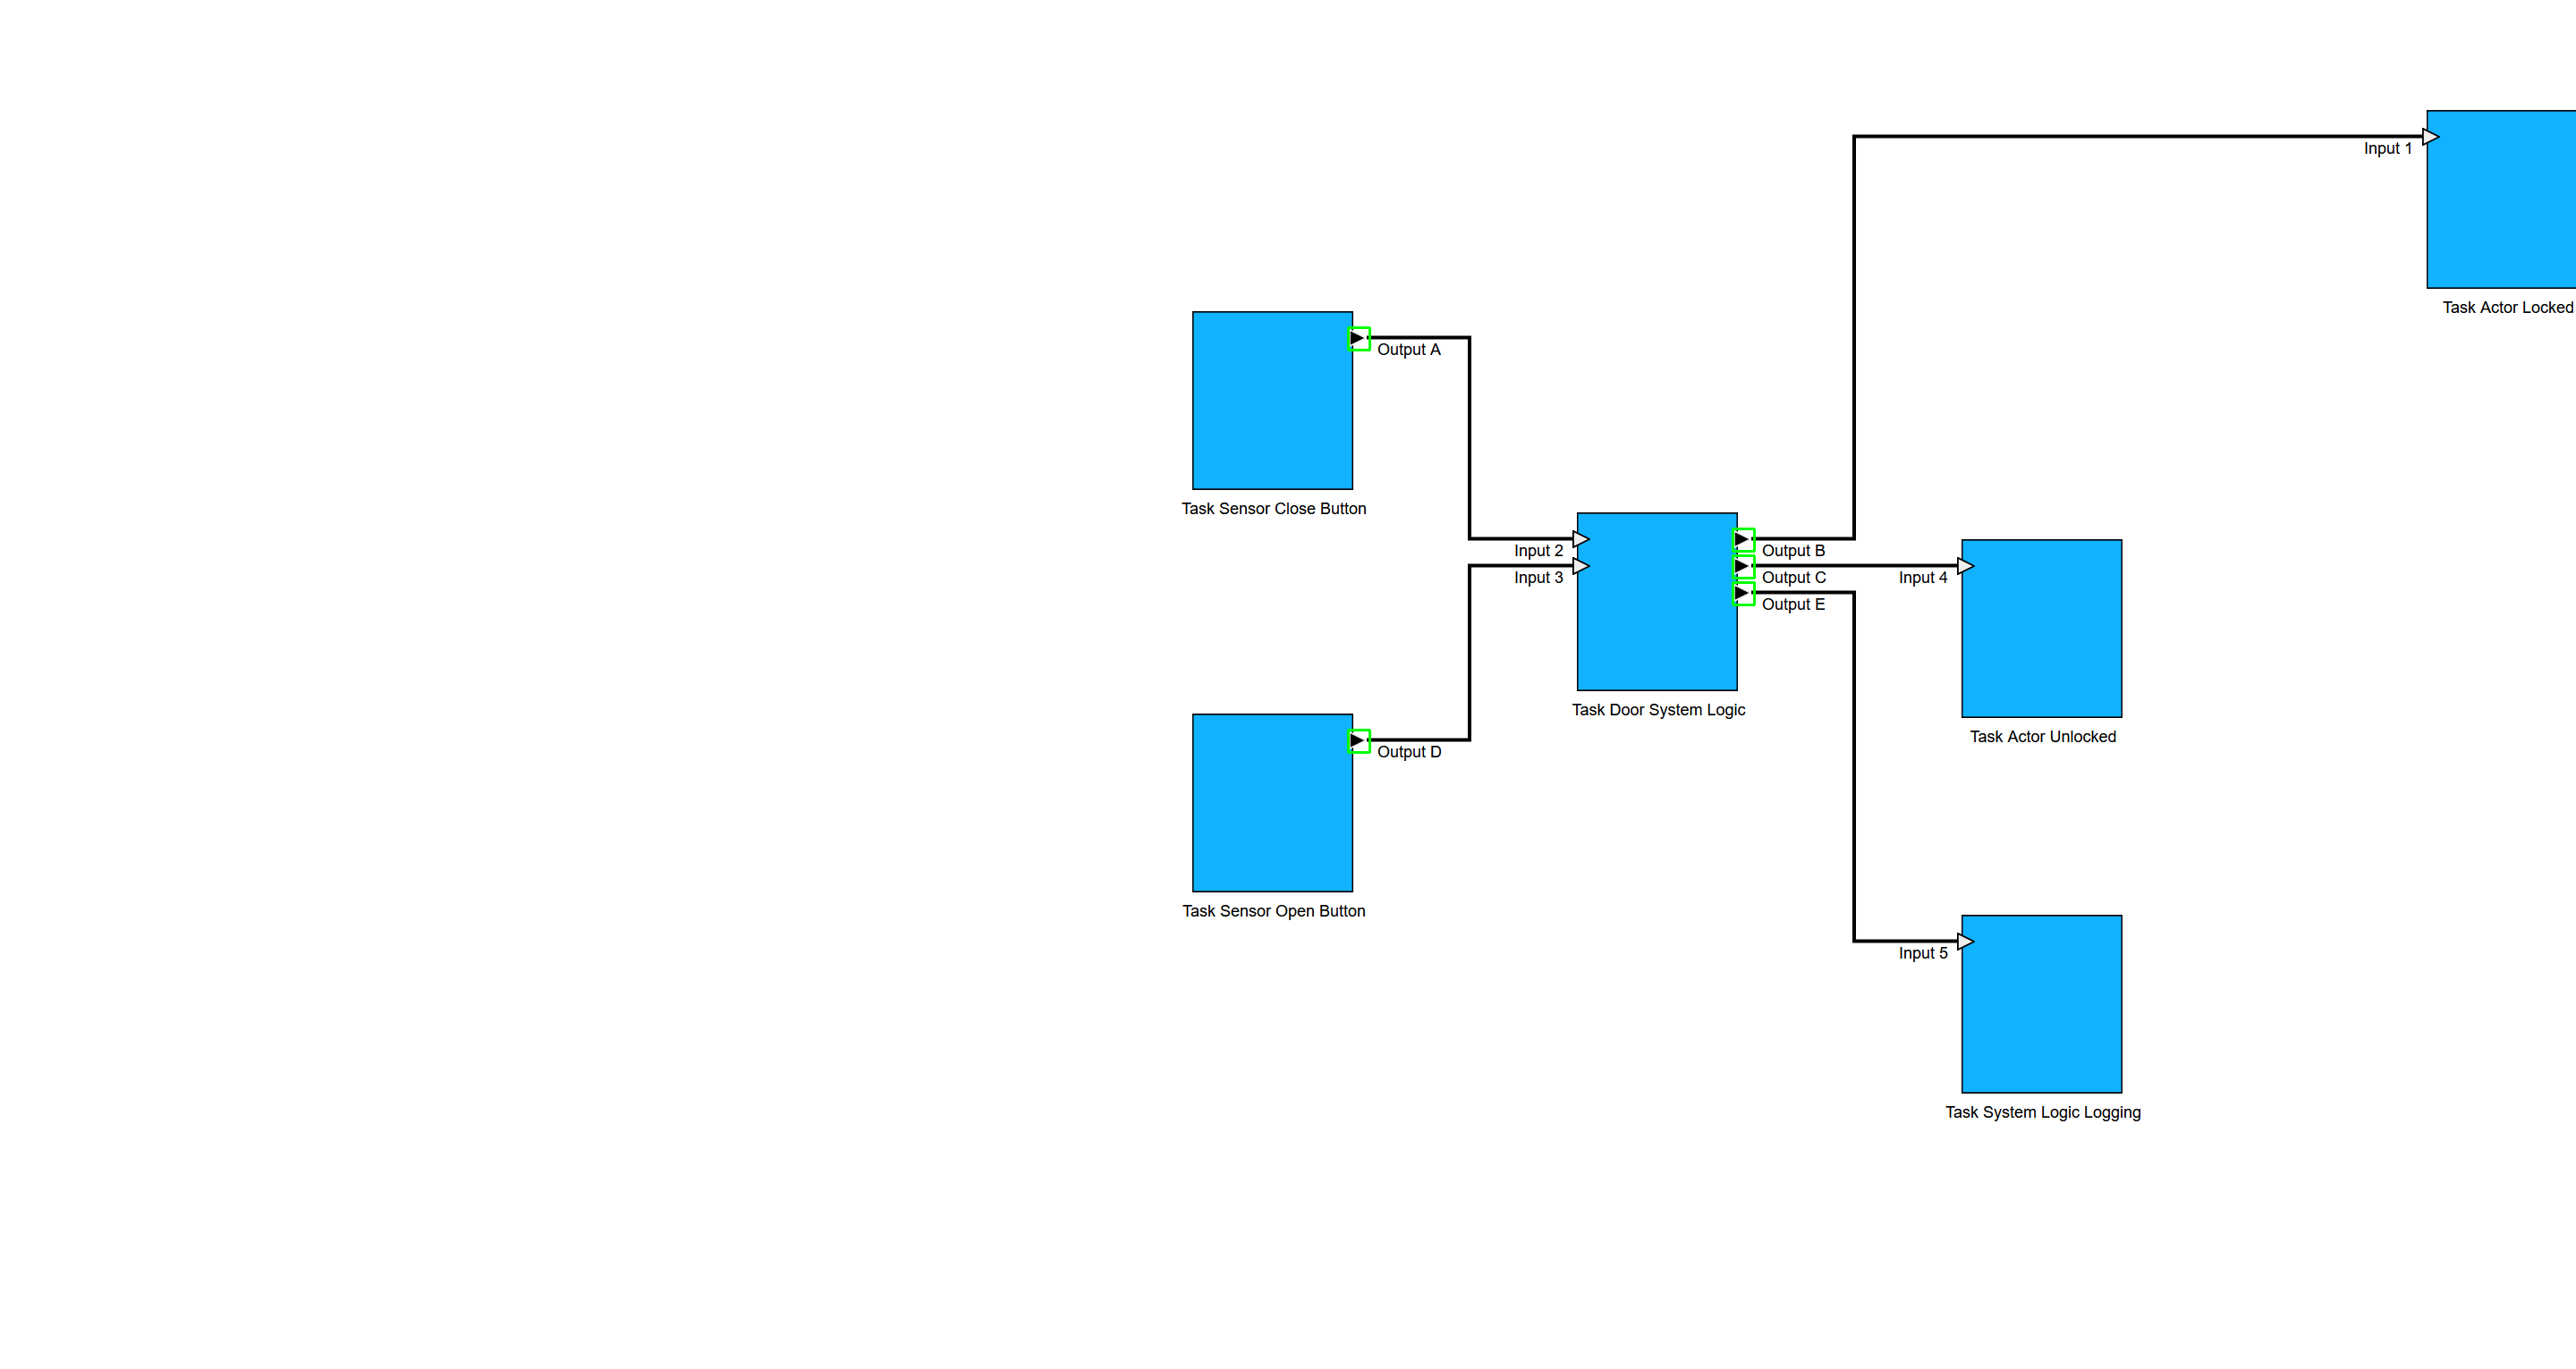 Input 1
Task Actor Locked
Output A
Task Sensor Close Button
Input 2
Input 3
Output B
Output C
Output E
Input 4
Task Door System Logic
Task Actor Unlocked
Output D
Task Sensor Open Button
Input 5
Task System Logic Logging